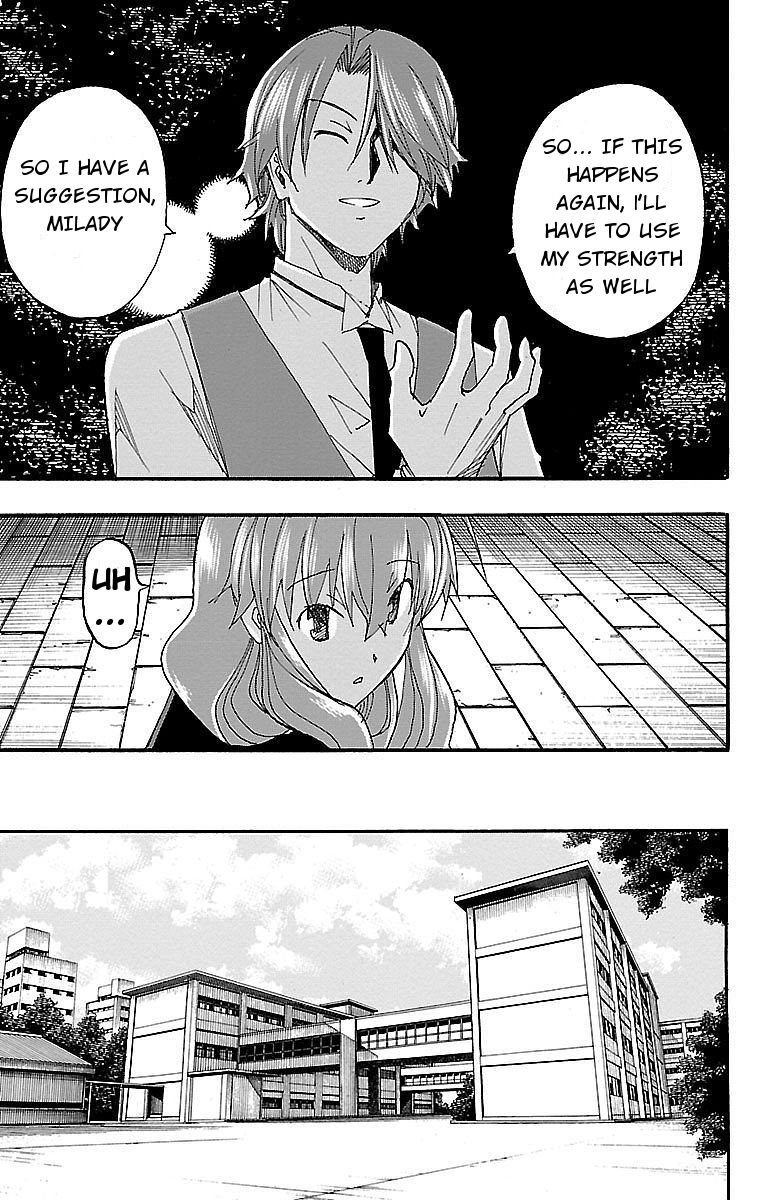 SO... IF THIS
HAPPENS
AGAIN, I'LL
HAVE TO USE
MY STRENGTH
AS WELL
SO I HAVE A
SUGGESTION,
MILADY
UH
...